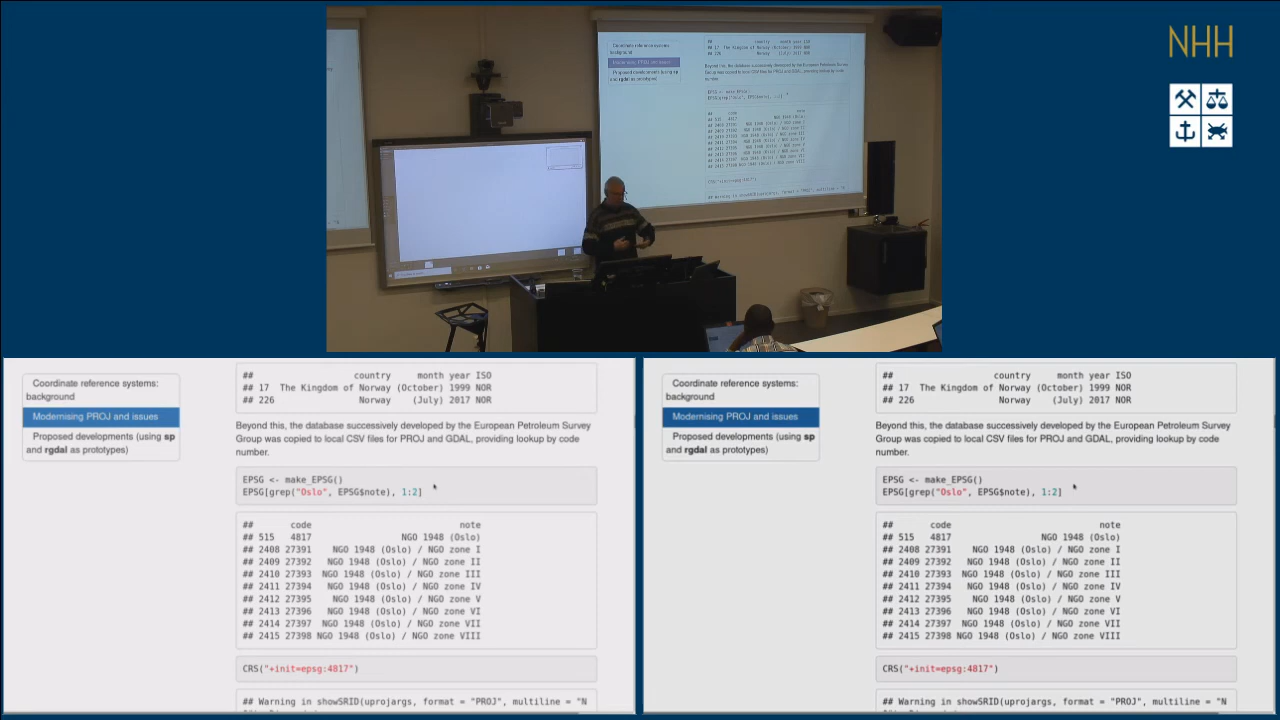 NHH
Coordinate reference systems:
background
Modernising PROJ and issues
Proposed developments (using sp
and rgdal as prototypes)
## country month year ISO
## 17 The Kingdom of Norway (October) 1999 NOR
## 226 Norway (July) 2017 NOR
Beyond this, the database successively developed by the European Petroleum Survey
Group was copied to local CSV files for PROJ and GDAL, providing lookup by code
number.
EPSG <- make_EPSG()
EPSG[grep("Oslo", EPSG$note), 1:2]
## code note
## 515 4817 NGO 1948 (Oslo)
## 2408 27391 NGO 1948 (Oslo) / NGO zone I
## 2409 27392 NGO 1948 (Oslo) / NGO zone II
## 2410 27393 NGO 1948 (Oslo) / NGO zone III
## 2411 27394 NGO 1948 (Oslo) / NGO zone IV
## 2412 27395 NGO 1948 (Oslo) / NGO zone V
## 2413 27396 NGO 1948 (Oslo) / NGO zone VI
## 2414 27397 NGO 1948 (Oslo) / NGO zone VII
## 2415 27398 NGO 1948 (Oslo) / NGO zone VIII
CRS("+init=epsg:4817")
## Warning in showSRID(uprojargs, format = "PROJ", multiline = "N
Coordinate reference systems:
background
Modernising PROJ and issues
Proposed developments (using sp
and rgdal as prototypes)
## country month year ISO
## 17 The Kingdom of Norway (October) 1999 NOR
## 226 Norway (July) 2017 NOR
Beyond this, the database successively developed by the European Petroleum Survey
Group was copied to local CSV files for PROJ and GDAL, providing lookup by code
number.
EPSG <- make_EPSG()
EPSG[grep("Oslo", EPSG$note), 1:2]
## code note
## 515 4817 NGO 1948 (Oslo)
## 2408 27391 NGO 1948 (Oslo) / NGO zone I
## 2409 27392 NGO 1948 (Oslo) / NGO zone II
## 2410 27393 NGO 1948 (Oslo) / NGO zone III
## 2411 27394 NGO 1948 (Oslo) / NGO zone IV
## 2412 27395 NGO 1948 (Oslo) / NGO zone V
## 2413 27396 NGO 1948 (Oslo) / NGO zone VI
## 2414 27397 NGO 1948 (Oslo) / NGO zone VII
## 2415 27398 NGO 1948 (Oslo) / NGO zone VIII
CRS("+init=epsg:4817")
## Warning in showSRID(uprojargs, format = "PROJ", multiline = "N